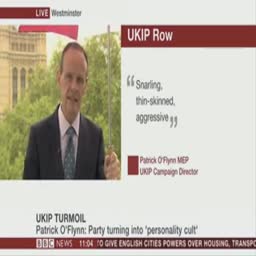 LIVE Westminster
UKIP Row
“Snarling,
thin-skinned,
aggressive”
Patrick O'Flynn MEP
UKIP Campaign Director
UKIP TURMOIL
Patrick O'Flynn: Party turning into 'personality cult'
BBC NEWS 11:04 TO GIVE ENGLISH CITIES POWERS OVER HOUSING, TRANSPO